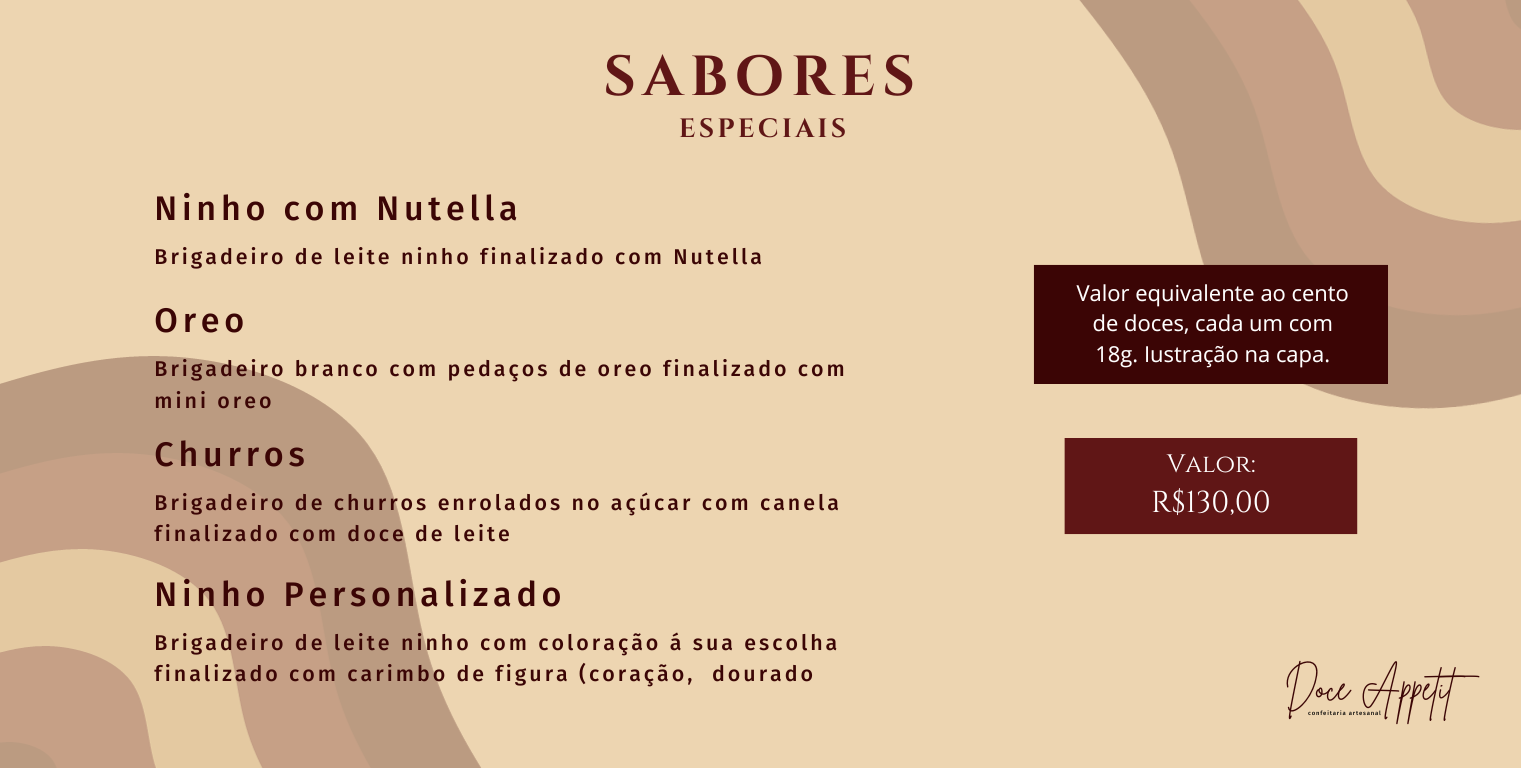 SABORES
ESPECIAIS
Ninho com Nutella
Brigadeiro de leite ninho finalizado com Nutella
Oreo
Brigadeiro branco com pedaços de oreo finalizado com
mini oreo
Churros
Brigadeiro de churros enrolados no açúcar com canela
finalizado com doce de leite
Ninho Personalizado
Brigadeiro de leite ninho com coloração á sua escolha
finalizado com carimbo de figura (coração,  dourado
Valor equivalente ao cento
de doces, cada um com
18g. lustração na capa.
Valor:
R$130,00
Doce Appetit
confeitaria artesanal